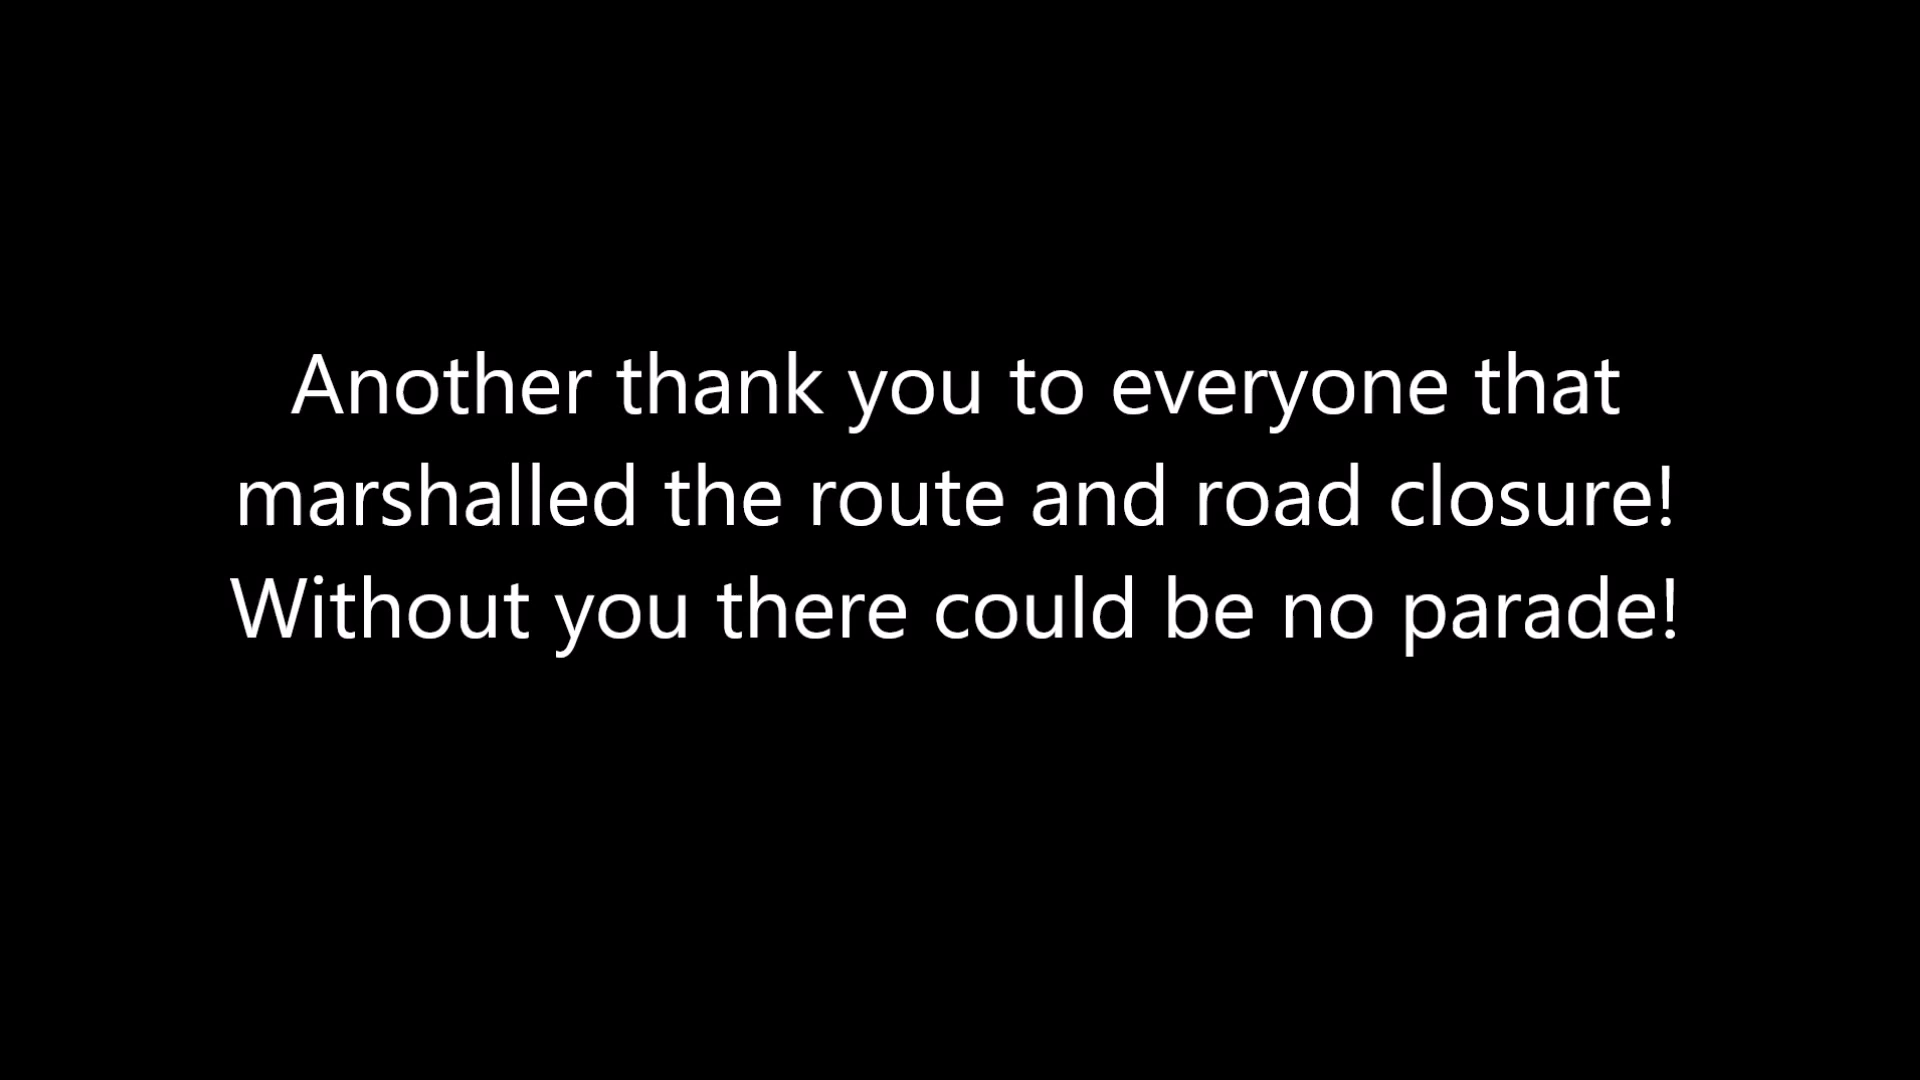 Another thank you to everyone that
marshalled the route and road closure!
Without you there could be no parade!